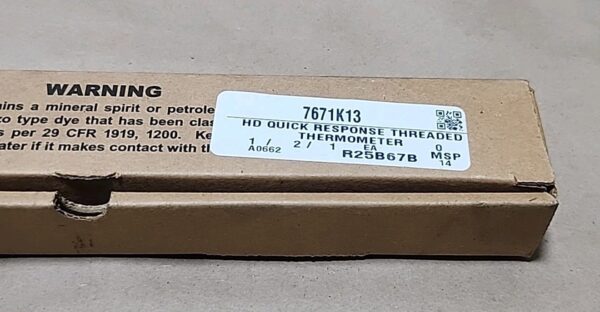 WARNING
ins a mineral spirit or petrole
zo type dye that has been clas
s per 29 CFR 1919, 1200. Ke
ater if it makes contact with th
7671K13
HD QUICK RESPONSE THREADED
THERMOMETER
1 / 2 / 1 EA 0
A0662 R25B67B MSP
14